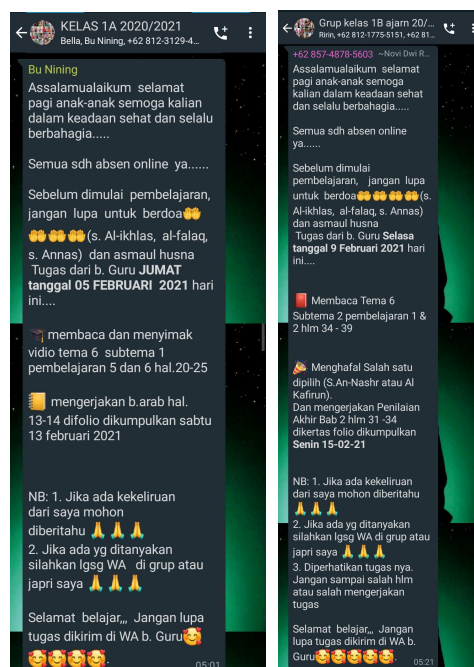 KELAS 1A 2020/2021
Bella, Bu Nining, +62 812-3129-4...
Bu Nining
Assalamualaikum selamat
pagi anak-anak semoga kalian
dalam keadaan sehat dan selalu
berbahagia.....
Semua sdh absen online ya......
Sebelum dimulai pembelajaran,
jangan lupa untuk berdoa🤲
🤲🤲🤲(s. Al-ikhlas, al-falaq,
s. Annas) dan asmaul husna
Tugas dari b. Guru JUMAT
tanggal 05 FEBRUARI 2021 hari
ini....
🎓membaca dan menyimak
vidio tema 6 subtema 1
pembelajaran 5 dan 6 hal.20-25
📒 mengerjakan b.arab hal.
13-14 difolio dikumpulkan sabtu
13 februari 2021
NB: 1. Jika ada kekeliruan
dari saya mohon
diberitahu 🙏🙏🙏
2. Jika ada yg ditanyakan
silahkan lgsg WA di grup atau
japri saya 🙏🙏🙏
Selamat belajar,,, Jangan lupa
tugas dikirim di WA b. Guru🥰
🥰🥰🥰🥰.
05:01
Grup kelas 1B ajarn 20/...
Ririn, +62 812-1775-5151, +62 81...
+62 857-4878-5603 ~Novi Dwi R...
Assalamualaikum selamat
pagi anak-anak semoga
kalian dalam keadaan sehat
dan selalu berbahagia.....
Semua sdh absen online
ya......
Sebelum dimulai
pembelajaran, jangan lupa
untuk berdoa🤲🤲🤲🤲(s.
Al-ikhlas, al-falaq, s. Annas)
dan asmaul husna
Tugas dari b. Guru Selasa
tanggal 9 Februari 2021 hari
ini....
📕 Membaca Tema 6
Subtema 2 pembelajaran 1 &
2 hlm 34 - 39
🎉 Menghafal Salah satu
dipilih (S.An-Nashr atau Al
Kafirun).
Dan mengerjakan Penilaian
Akhir Bab 2 hlm 31 -34
dikertas folio dikumpulkan
Senin 15-02-21
NB: 1. Jika ada kekeliruan
dari saya mohon diberitahu
🙏🙏🙏
2. Jika ada yg ditanyakan
silahkan lgsg WA di grup atau
japri saya 🙏🙏🙏
3. Diperhatikan tugas nya.
Jangan sampai salah hlm
atau salah mengerjakan
tugas
Selamat belajar,,, Jangan
lupa tugas dikirim di WA b.
Guru🥰🥰🥰🥰🥰.
05:21